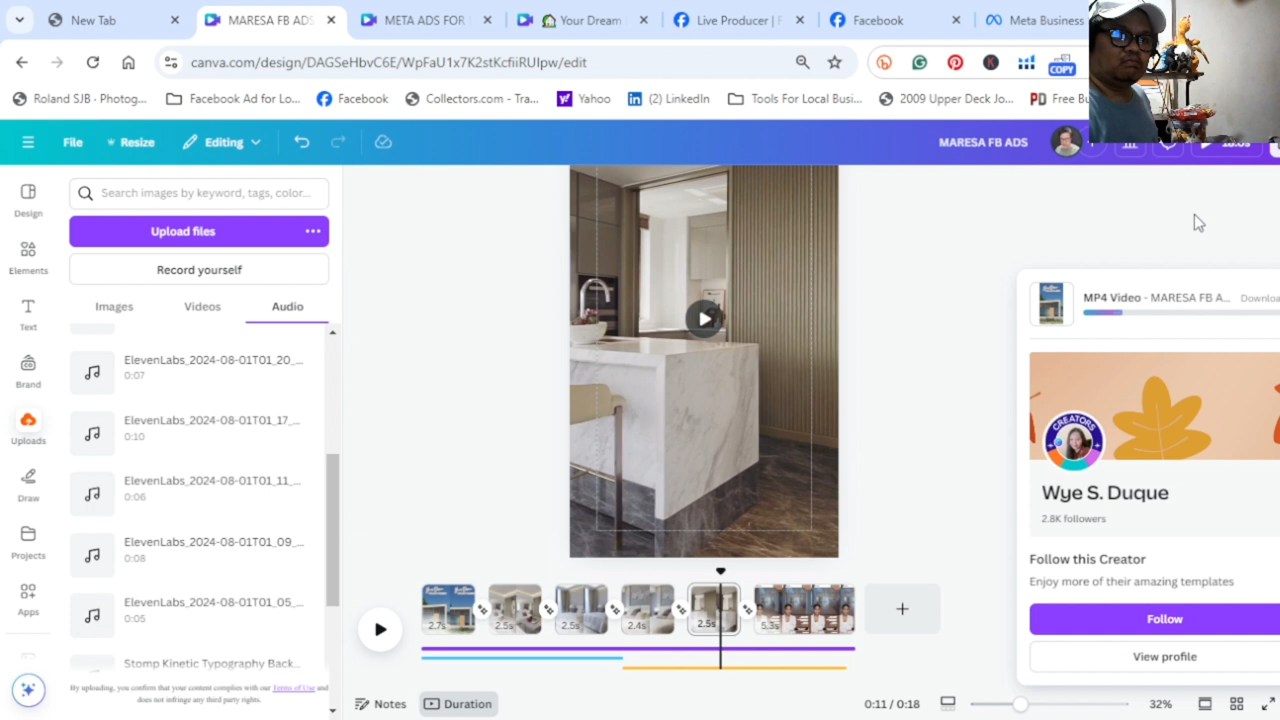 New Tab
MARESA FB ADS
META ADS FOR
Your Dream
Live Producer | F
Facebook
Meta Business
canva.com/design/DAGSeHbvC6E/WpFaU1x7K2stKcfiiRUIpw/edit
COPY
Roland SJB · Photog...
Facebook Ad for Lo...
Facebook
Collectors.com - Tra...
Yahoo
(2) LinkedIn
Tools For Local Busi...
2009 Upper Deck Jo...
Free Bu
File
Resize
Editing
MARESA FB ADS
18.0s
Design
Elements
Text
Brand
Uploads
Draw
Projects
Apps
Search images by keyword, tags, color...
Upload files
Record yourself
Images
Videos
Audio
ElevenLabs_2024-08-01T01_20_...
0:07
ElevenLabs_2024-08-01T01_17_...
0:10
ElevenLabs_2024-08-01T01_11_...
0:06
ElevenLabs_2024-08-01T01_09_...
0:08
ElevenLabs_2024-08-01T01_05_...
0:05
Stomp Kinetic Typography Back...
By uploading, you confirm that your content complies with our Terms of Use and
does not infringe any third party rights.
2.7s
2.5s
2.5s
2.4s
2.5s
5.3s
Notes
Duration
0:11 / 0:18
32%
MP4 Video - MARESA FB A...
Downloa
CREATORS
Wye S. Duque
2.8K followers
Follow this Creator
Enjoy more of their amazing templates
Follow
View profile